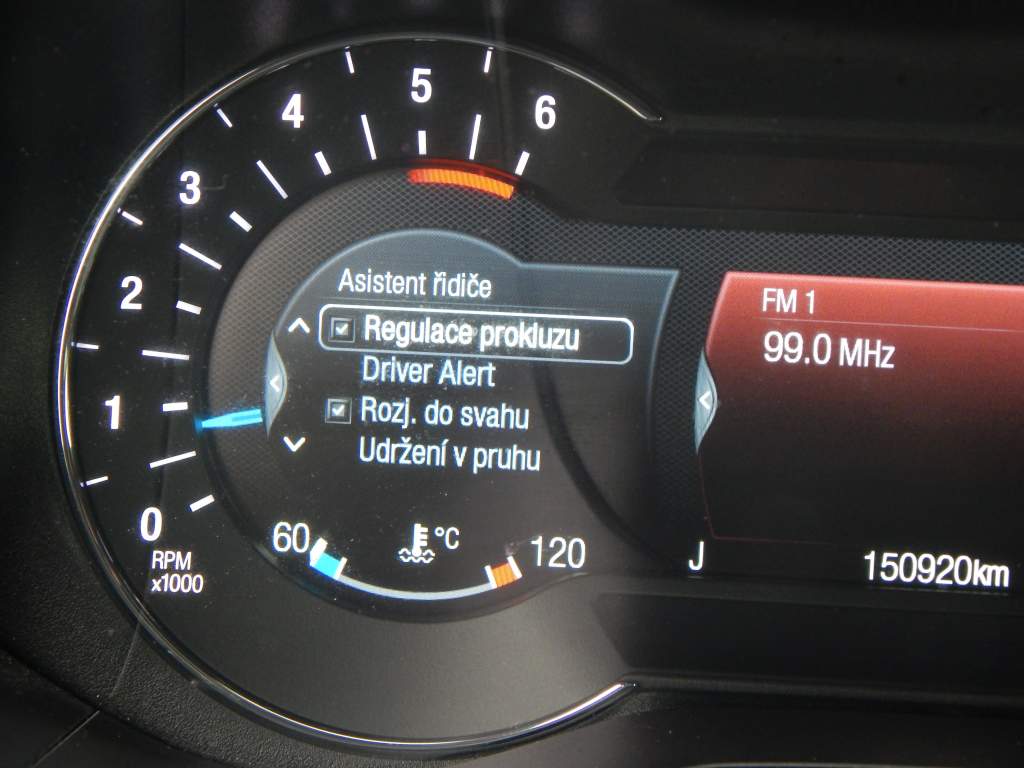 6
5
4
3
2
1
0
RPM
x1000
Asistent řidiče
Regulace prokluzu
Driver Alert
Rozj. do svahu
Udržení v pruhu
60
°C
120
FM 1
99.0 MHz
J
150920km